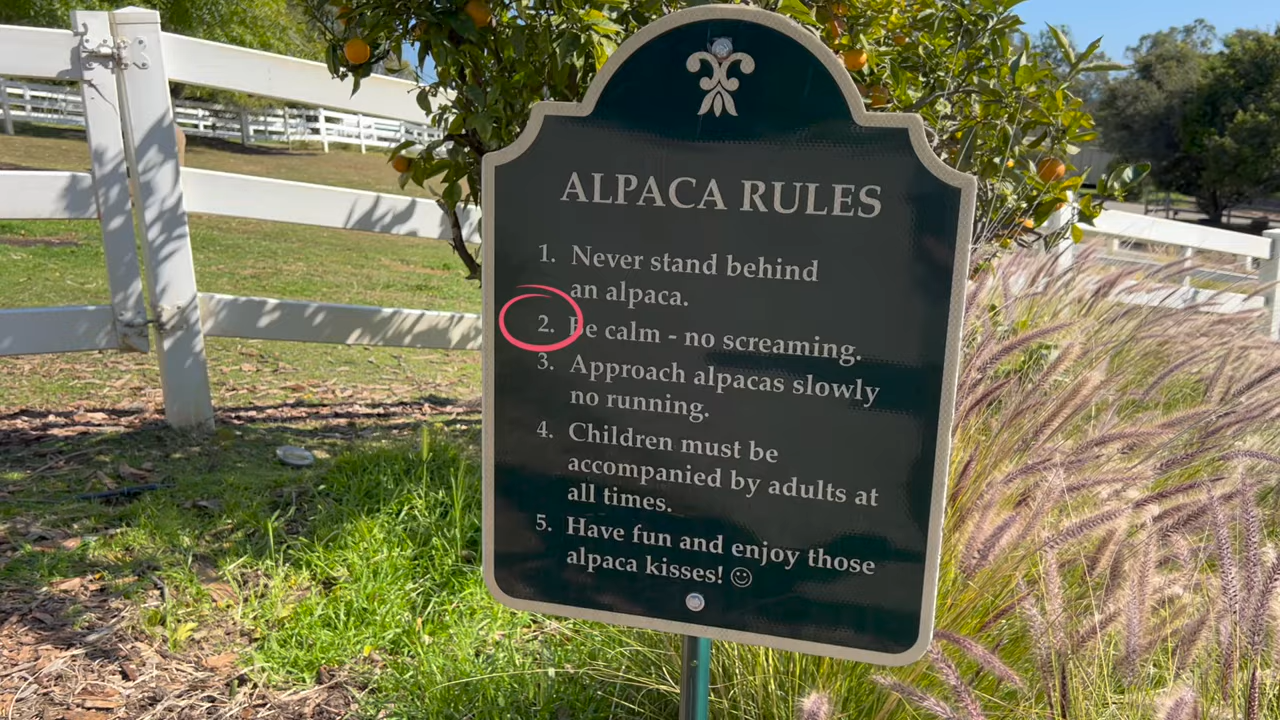 ALPACA RULES
1. Never stand behind
an alpaca.
2. Be calm - no screaming.
3. Approach alpacas slowly
no running.
4. Children must be
accompanied by adults at
all times.
5. Have fun and enjoy those
alpaca kisses! ☺